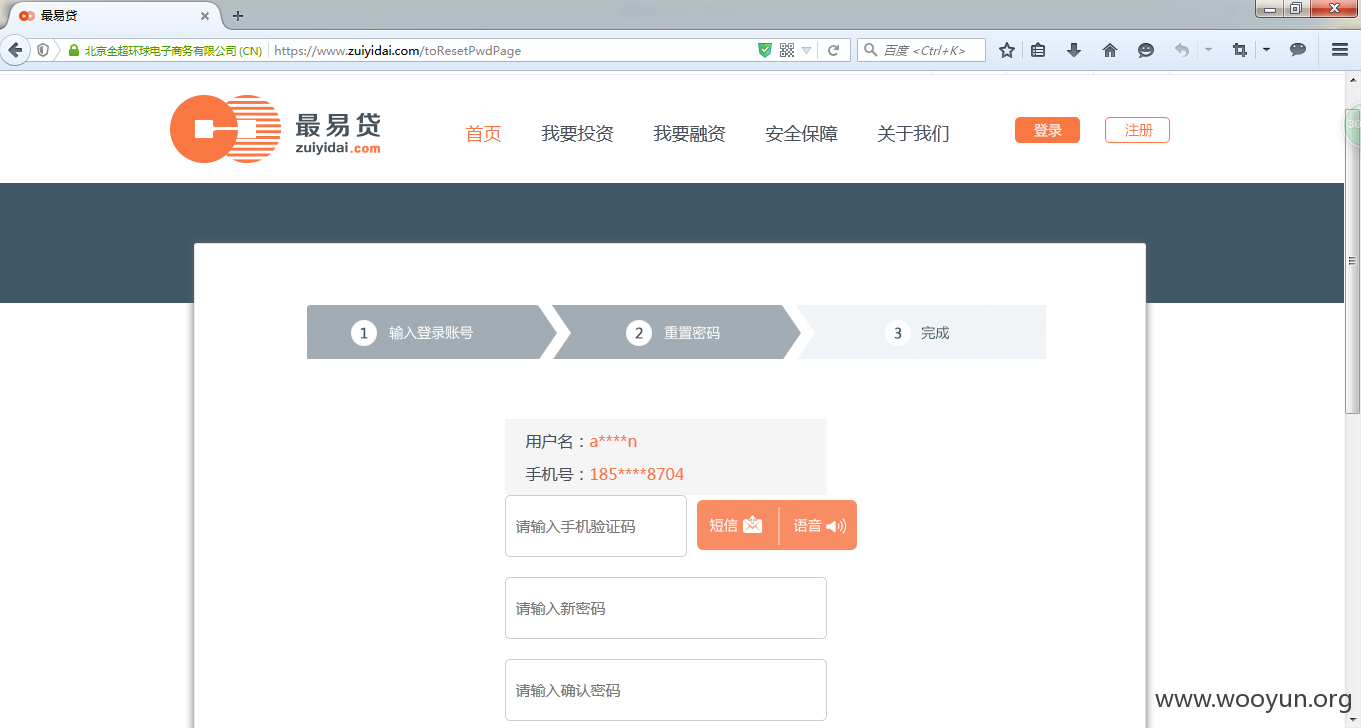 最易贷
北京全超环球电子商务有限公司 (CN)
https://www.zuiyidai.com/toResetPwdPage
百度 <Ctrl+K>
最易贷
zuiyidai.com
首页
我要投资
我要融资
安全保障
关于我们
登录
注册
30
1 输入登录账号
2 重置密码
3 完成
用户名：a****n
手机号：185****8704
请输入手机验证码
短信
语音
请输入新密码
请输入确认密码
www.wooyun.org